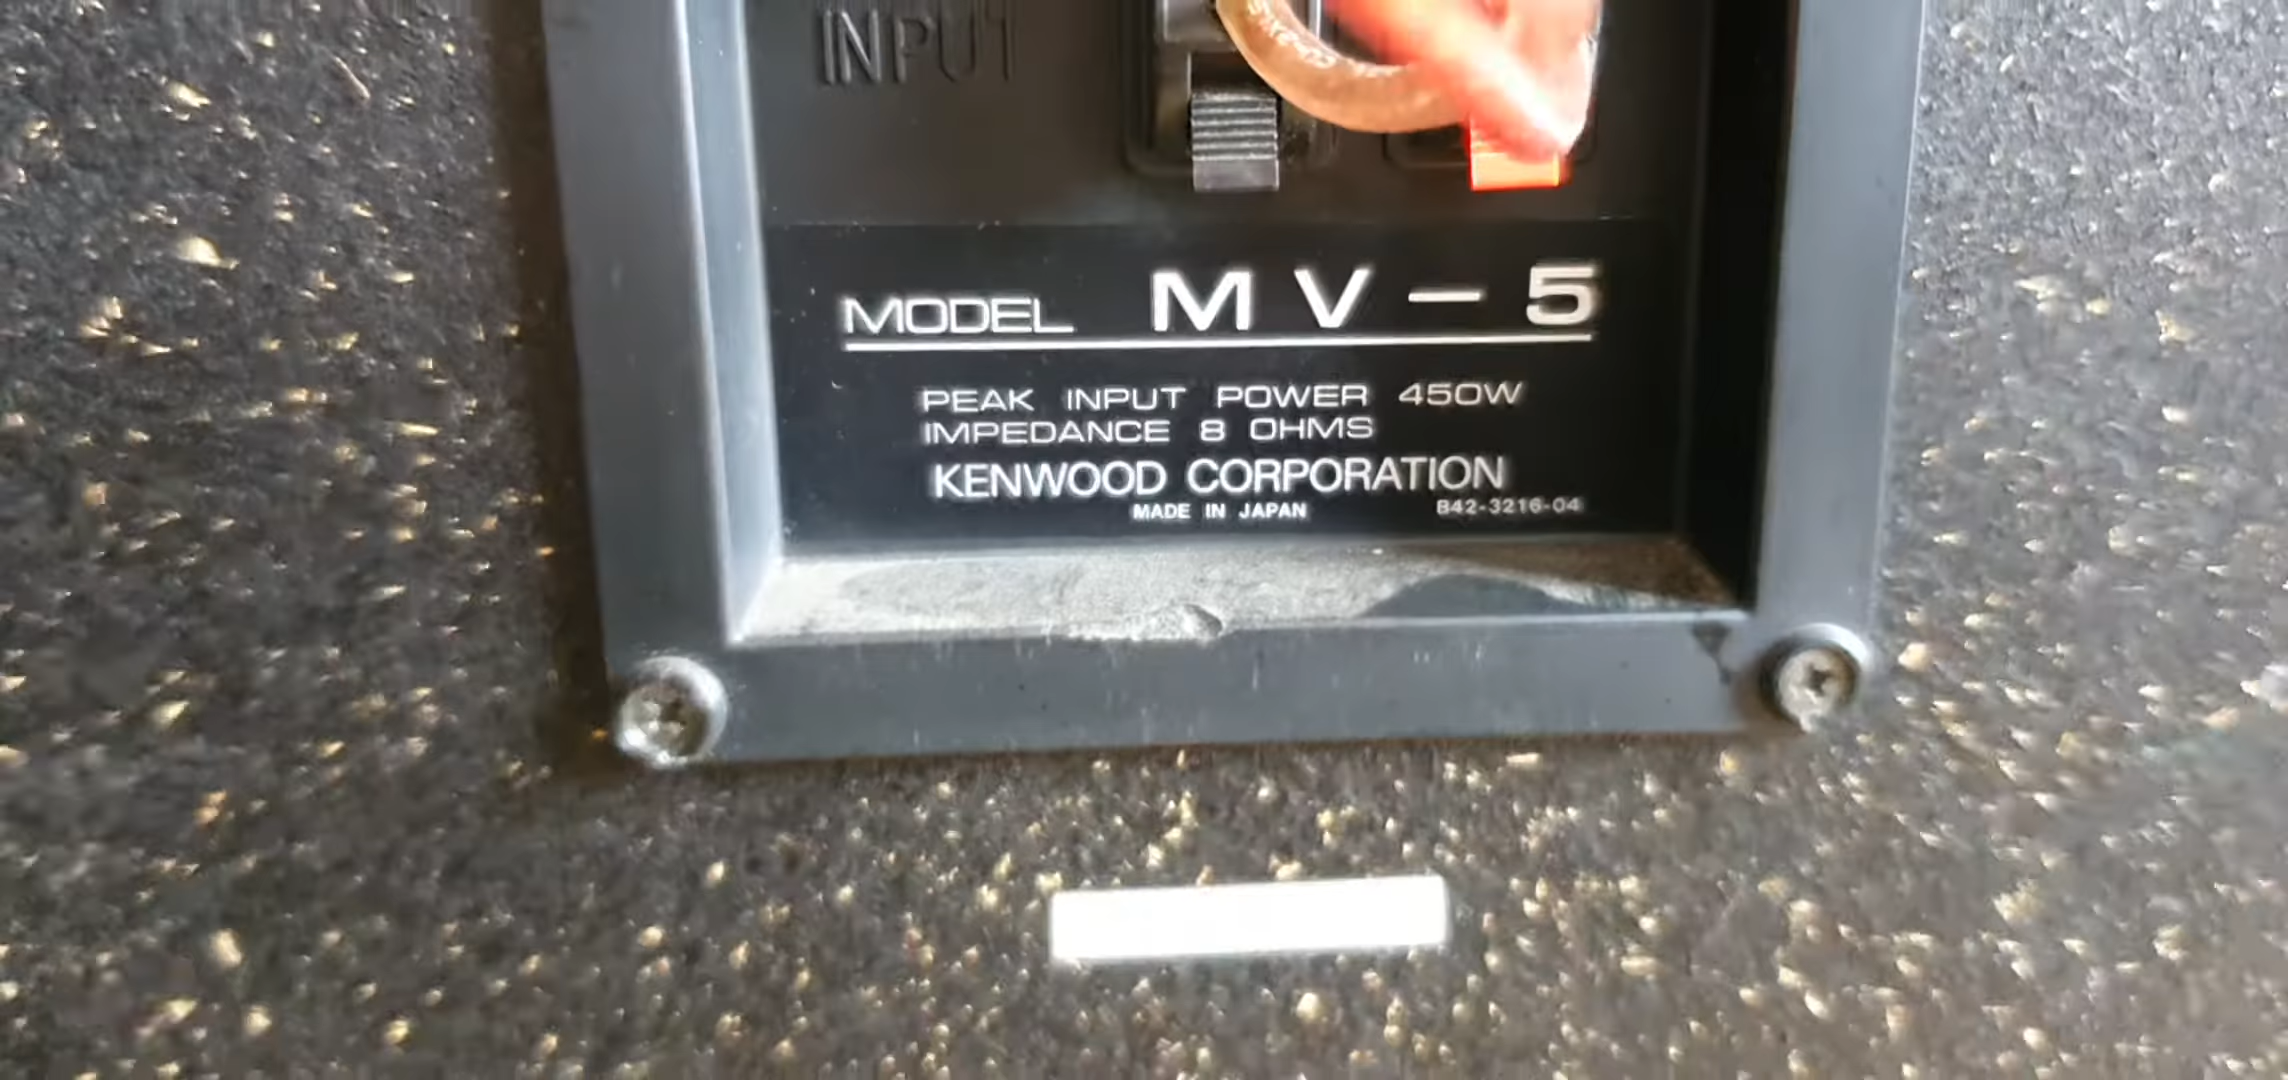 INPUT
MODEL MV-5
PEAK INPUT POWER 450W
IMPEDANCE 8 OHMS
KENWOOD CORPORATION
MADE IN JAPAN B42-3216-04